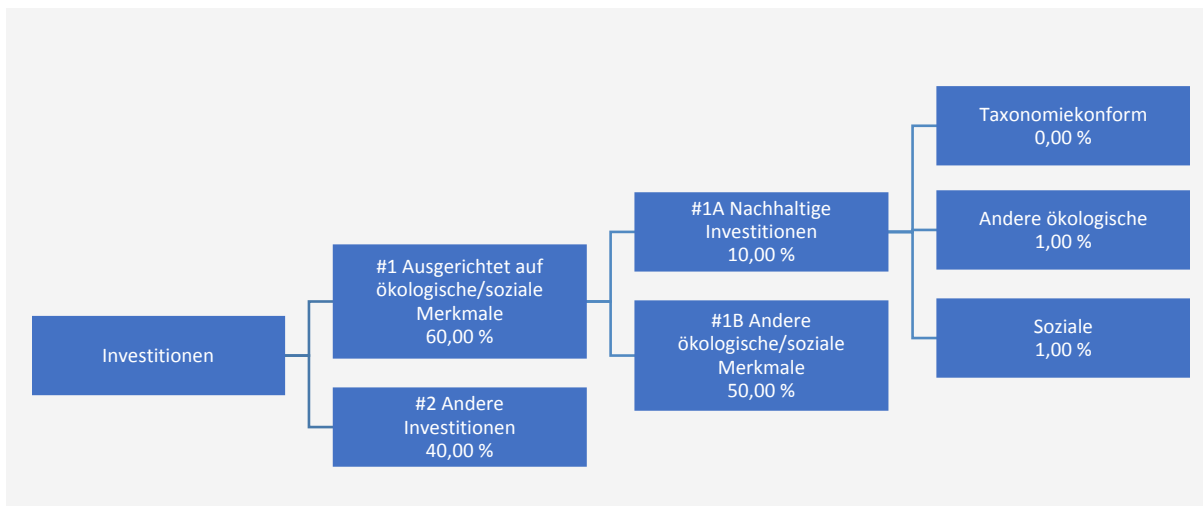 Investitionen
#1 Ausgerichtet auf
ökologische/soziale
Merkmale
60,00 %
#2 Andere
Investitionen
40,00 %
#1A Nachhaltige
Investitionen
10,00 %
#1B Andere
ökologische/soziale
Merkmale
50,00 %
Taxonomiekonform
0,00 %
Andere ökologische
1,00 %
Soziale
1,00 %